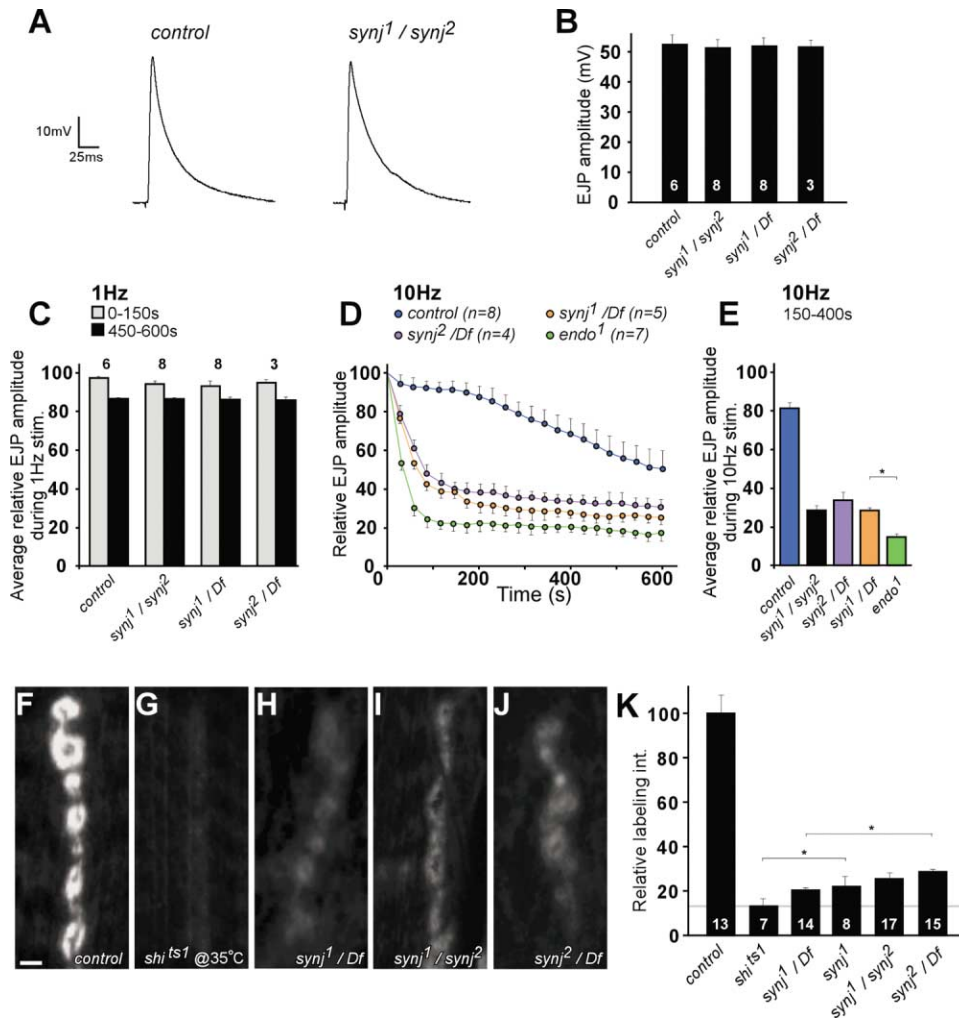 A
control
synj1 / synj2
10mV
25ms
B
EJP amplitude (mV)
50
40
30
20
10
0
6 8 8 3
control
synj1 / synj2
synj1 / Df
synj2 / Df
C
1Hz
0-150s
450-600s
Average relative EJP amplitude
during 1Hz stim.
100
80
60
40
20
0
6 8 8 3
control
synj1 / synj2
synj1 / Df
synj2 / Df
D
10Hz
control (n=8)
synj1 /Df (n=5)
synj2 /Df (n=4)
endo1 (n=7)
Relative EJP amplitude
100
80
60
40
20
0
0 200 400 600
Time (s)
E
10Hz
150-400s
Average relative EJP amplitude
during 10Hz stim.
100
80
60
40
20
0
*
control
synj1 / synj2
synj2 / Df
synj1 / Df
endo1
F
control
G
shi ts1 @35°C
H
synj1 / Df
I
synj1 / synj2
J
synj2 / Df
K
Relative labeling int.
100
80
60
40
20
0
*
*
13 7 14 8 17 15
control
shi ts1
synj1 / Df
synj1
synj1 / synj2
synj2 / Df